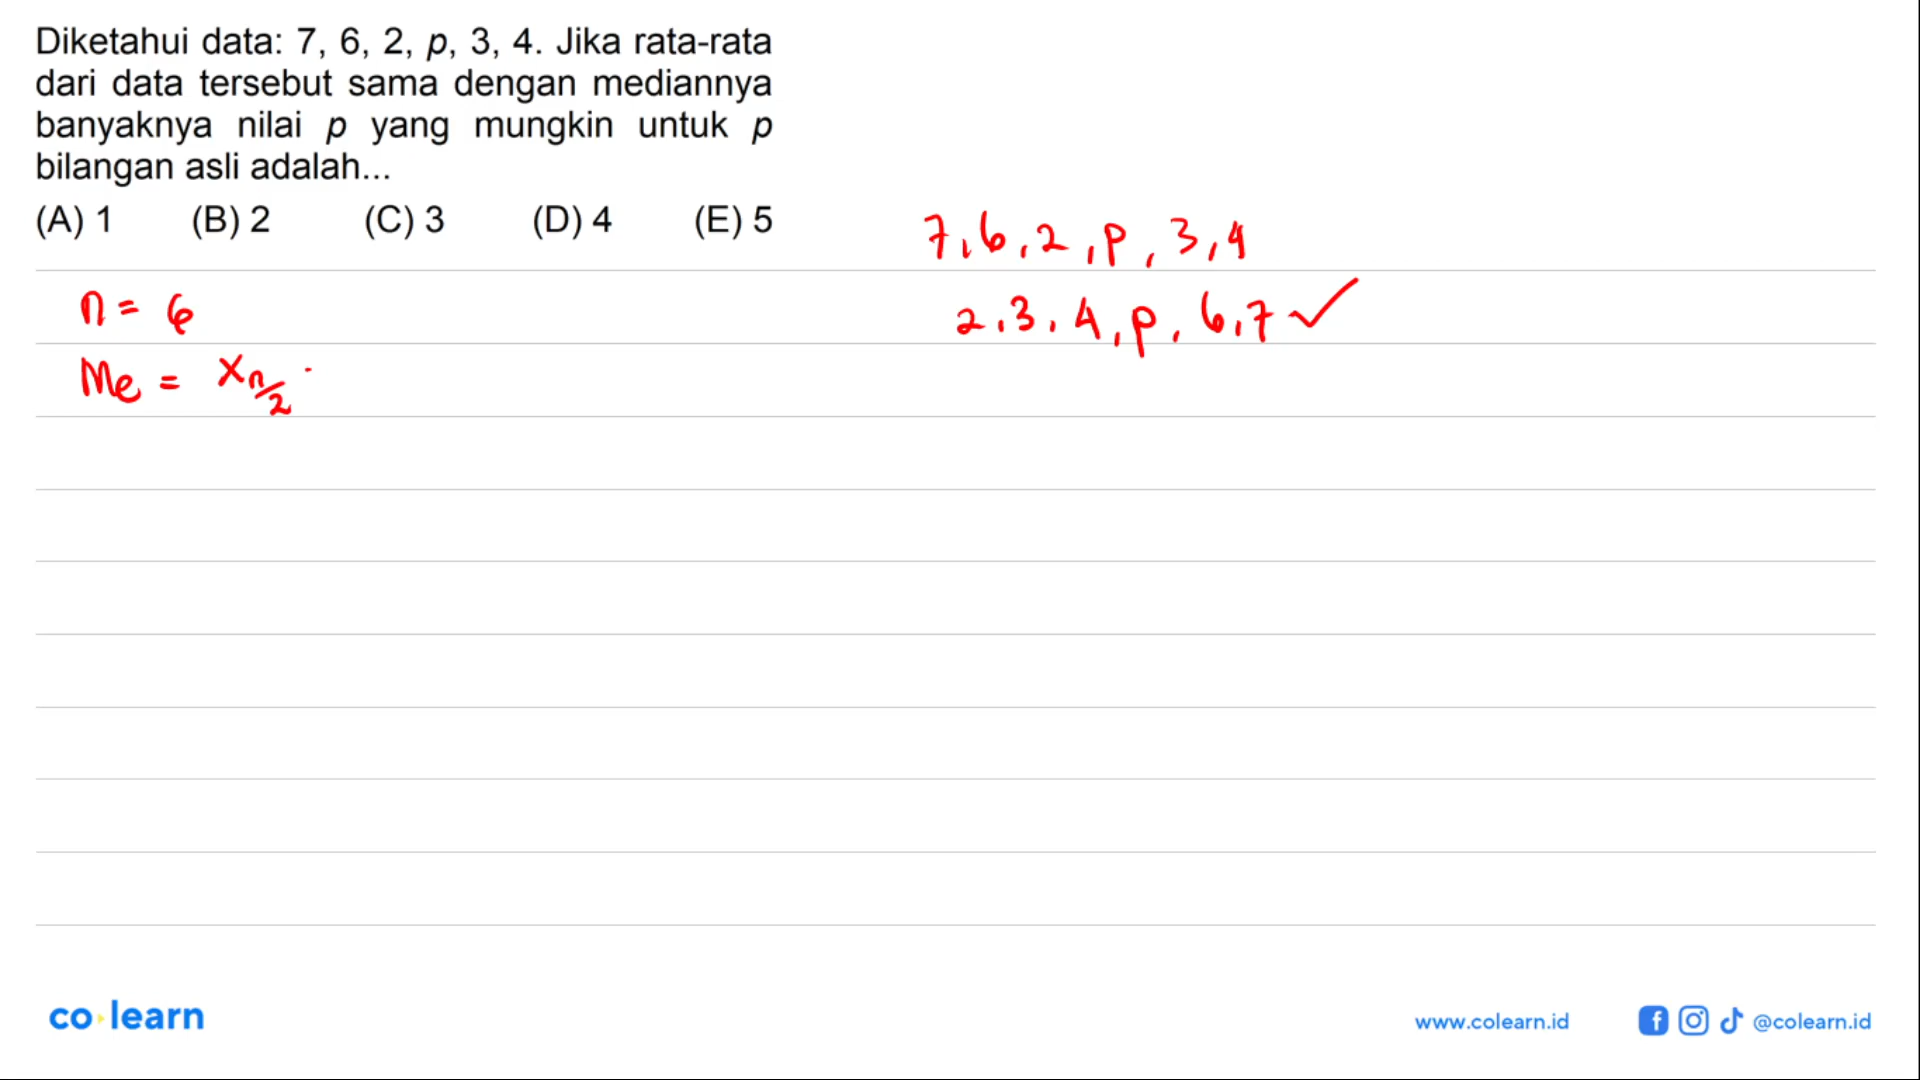 Diketahui data: 7, 6, 2, p, 3, 4. Jika rata-rata
dari data tersebut sama dengan mediannya
banyaknya nilai p yang mungkin untuk p
bilangan asli adalah...
(A) 1 (B) 2 (C) 3 (D) 4 (E) 5
7, 6, 2, p, 3, 4
2, 3, 4, p, 6, 7 ✓
n = 6
Me = x n/2
co learn
www.colearn.id @colearn.id